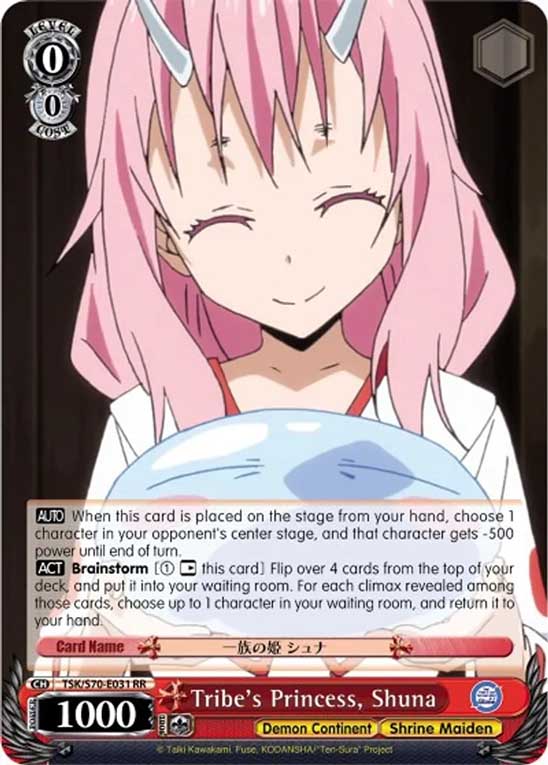 LEVEL
0
0
COST
AUTO When this card is placed on the stage from your hand, choose 1
character in your opponent's center stage, and that character gets -500
power until end of turn.
ACT Brainstorm [① this card] Flip over 4 cards from the top of your
deck, and put it into your waiting room. For each climax revealed among
those cards, choose up to 1 character in your waiting room, and return it to
your hand.
Card Name 一族の姫 シュナ
CH TSK/S70-E031 RR
Tribe's Princess, Shuna
POWER 1000 SOUL
Demon Continent Shrine Maiden
© Taiki Kawakami, Fuse, KODANSHA/"Ten-Sura" Project